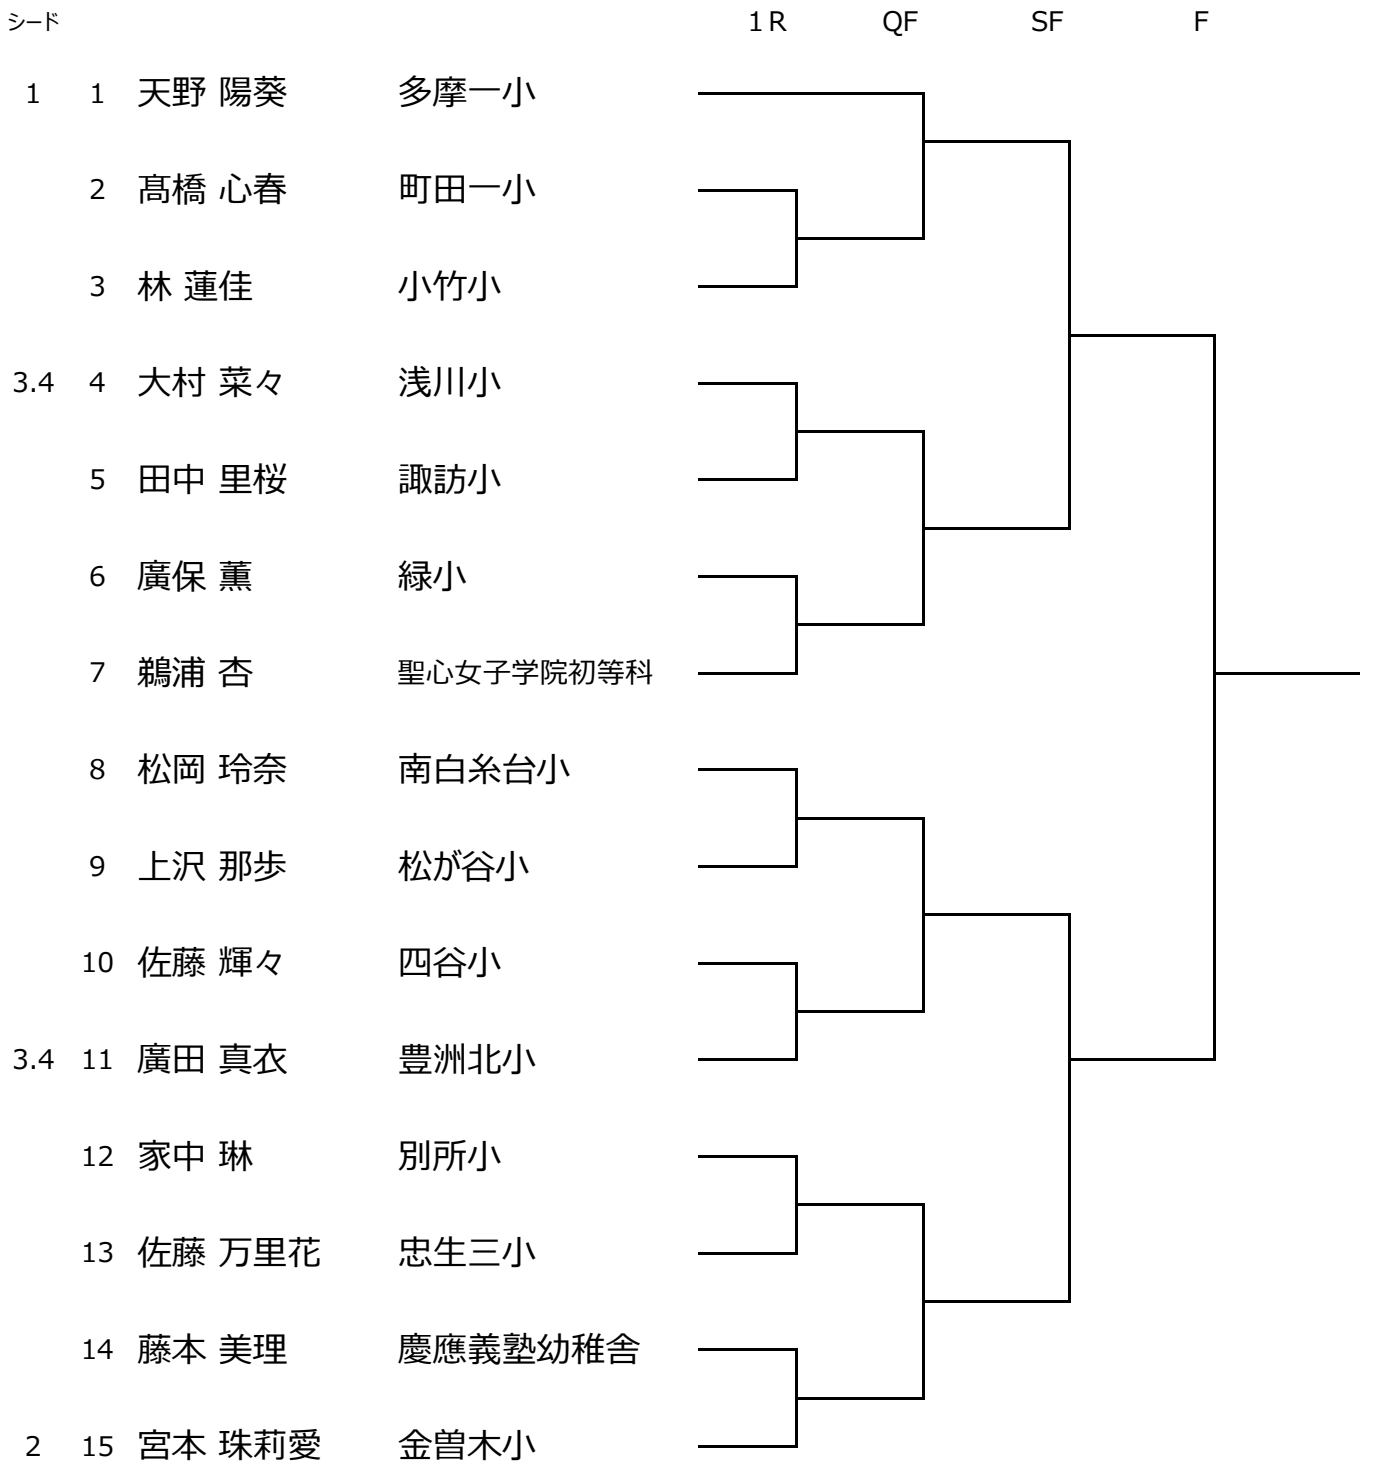 シード 1R QF SF F
1 1 天野 陽葵 多摩一小
2 髙橋 心春 町田一小
3 林 蓮佳 小竹小
3.4 4 大村 菜々 浅川小
5 田中 里桜 諏訪小
6 廣保 薫 緑小
7 鵜浦 杏 聖心女子学院初等科
8 松岡 玲奈 南白糸台小
9 上沢 那歩 松が谷小
10 佐藤 輝々 四谷小
3.4 11 廣田 真衣 豊洲北小
12 家中 琳 別所小
13 佐藤 万里花 忠生三小
14 藤本 美理 慶應義塾幼稚舎
2 15 宮本 珠莉愛 金曽木小